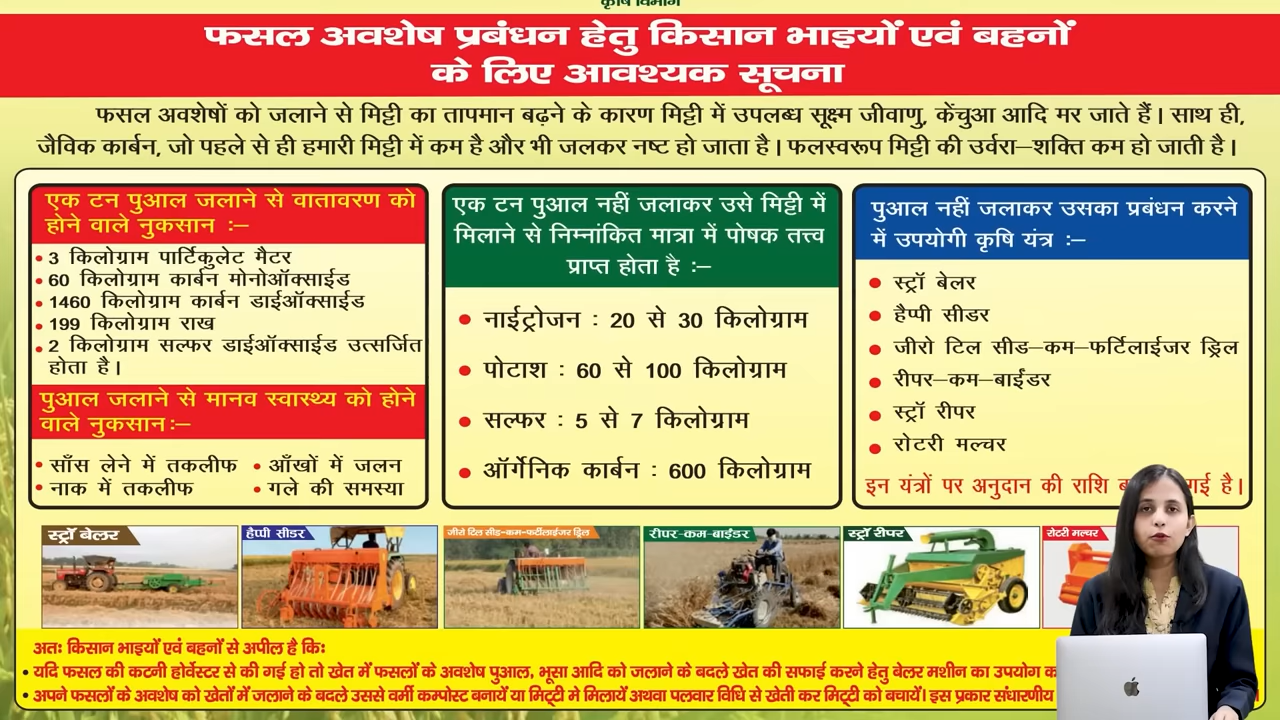 कृषि विभाग
फसल अवशेष प्रबंधन हेतु किसान भाइयों एवं बहनों
के लिए आवश्यक सूचना
फसल अवशेषों को जलाने से मिट्टी का तापमान बढ़ने के कारण मिट्टी में उपलब्ध सूक्ष्म जीवाणु, केंचुआ आदि मर जाते हैं। साथ ही,
जैविक कार्बन, जो पहले से ही हमारी मिट्टी में कम है और भी जलकर नष्ट हो जाता है। फलस्वरूप मिट्टी की उर्वरा–शक्ति कम हो जाती है।
एक टन पुआल जलाने से वातावरण को
होने वाले नुकसान :–
• 3 किलोग्राम पार्टिकुलेट मैटर
• 60 किलोग्राम कार्बन मोनोऑक्साईड
• 1460 किलोग्राम कार्बन डाईऑक्साईड
• 199 किलोग्राम राख
• 2 किलोग्राम सल्फर डाईऑक्साईड उत्सर्जित
होता है।
पुआल जलाने से मानव स्वास्थ्य को होने
वाले नुकसान:–
• साँस लेने में तकलीफ • आँखों में जलन
• नाक में तकलीफ • गले की समस्या
एक टन पुआल नहीं जलाकर उसे मिट्टी में
मिलाने से निम्नांकित मात्रा में पोषक तत्त्व
प्राप्त होता है :–
• नाईट्रोजन : 20 से 30 किलोग्राम
• पोटाश : 60 से 100 किलोग्राम
• सल्फर : 5 से 7 किलोग्राम
• ऑर्गेनिक कार्बन : 600 किलोग्राम
पुआल नहीं जलाकर उसका प्रबंधन करने
में उपयोगी कृषि यंत्र :–
• स्ट्रॉ बेलर
• हैप्पी सीडर
• जीरो टिल सीड–कम–फर्टिलाईजर ड्रिल
• रीपर–कम–बाईंडर
• स्ट्रॉ रीपर
• रोटरी मल्चर
इन यंत्रों पर अनुदान की राशि गई है।
स्ट्रॉ बेलर
हैप्पी सीडर
जीरो टिल सीड-कम-फर्टीलाईजर ड्रिल
रीपर-कम-बाईंडर
स्ट्रॉ रीपर
रोटरी मल्चर
अतः किसान भाइयों एवं बहनों से अपील है किः
• यदि फसल की कटनी हार्वेस्टर से की गई हो तो खेत में फसलों के अवशेष पुआल, भूसा आदि को जलाने के बदले खेत की सफाई करने हेतु बेलर मशीन का उपयोग
• अपने फसलों के अवशेष को खेतों में जलाने के बदले उससे वर्मी कम्पोस्ट बनायें या मिट्टी मे मिलायें अथवा पलवार विधि से खेती कर मिट्टी को बचायें। इस प्रकार संधारणीय